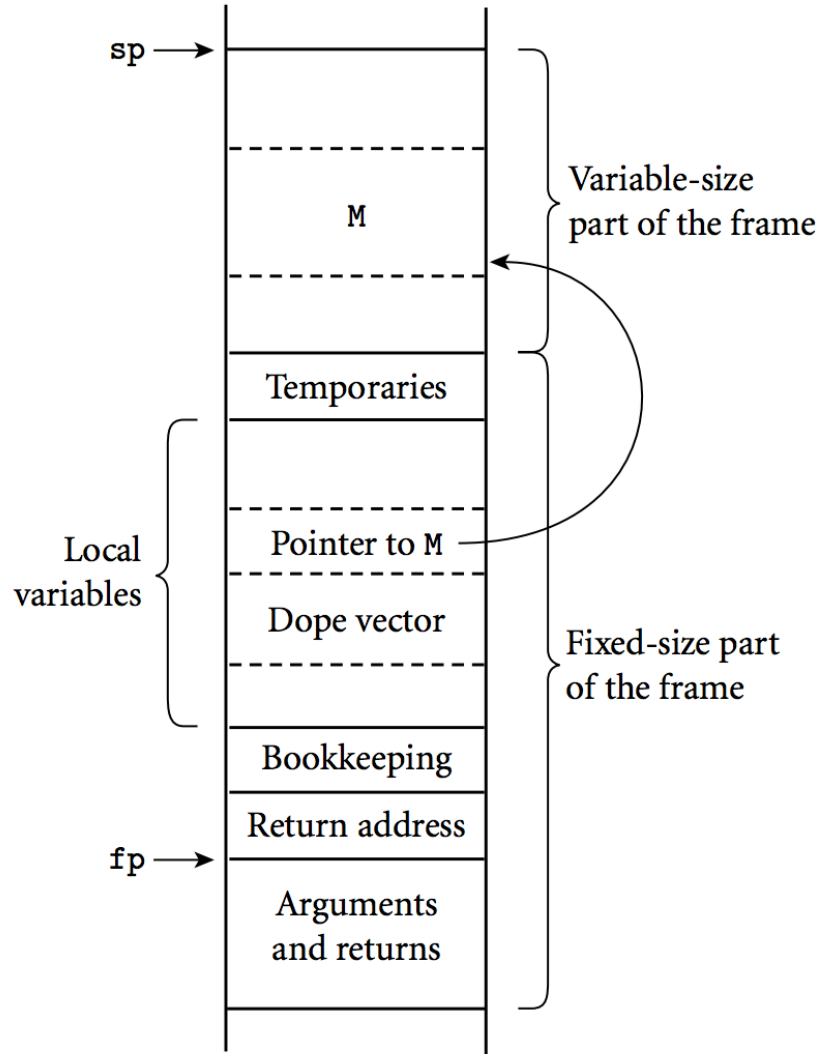 sp
M
Variable-size
part of the frame
Temporaries
Local
variables
Pointer to M
Dope vector
Fixed-size part
of the frame
Bookkeeping
Return address
fp
Arguments
and returns